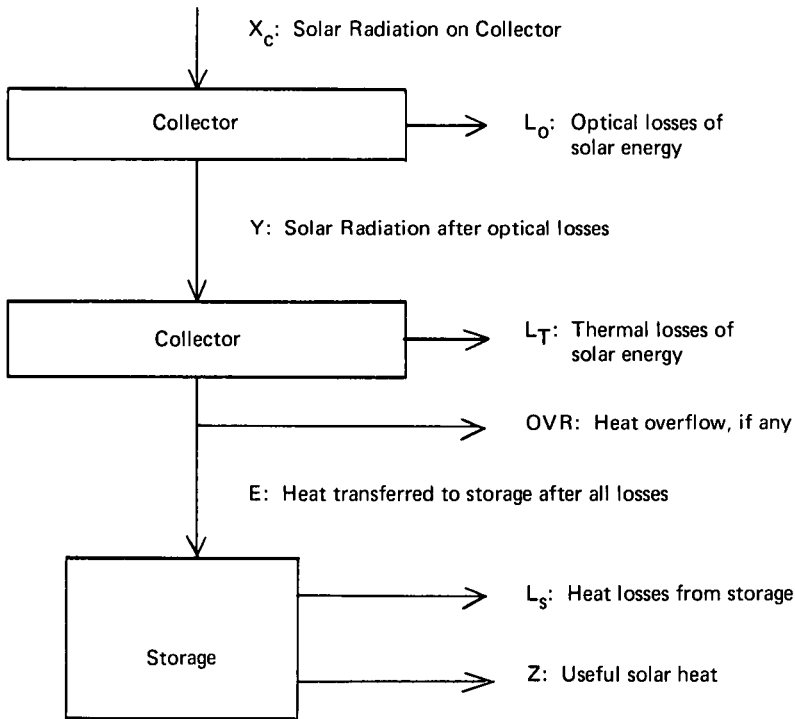 X_c: Solar Radiation on Collector
Collector
L_o: Optical losses of
solar energy
Y: Solar Radiation after optical losses
Collector
L_T: Thermal losses of
solar energy
OVR: Heat overflow, if any
E: Heat transferred to storage after all losses
L_s: Heat losses from storage
Storage
Z: Useful solar heat